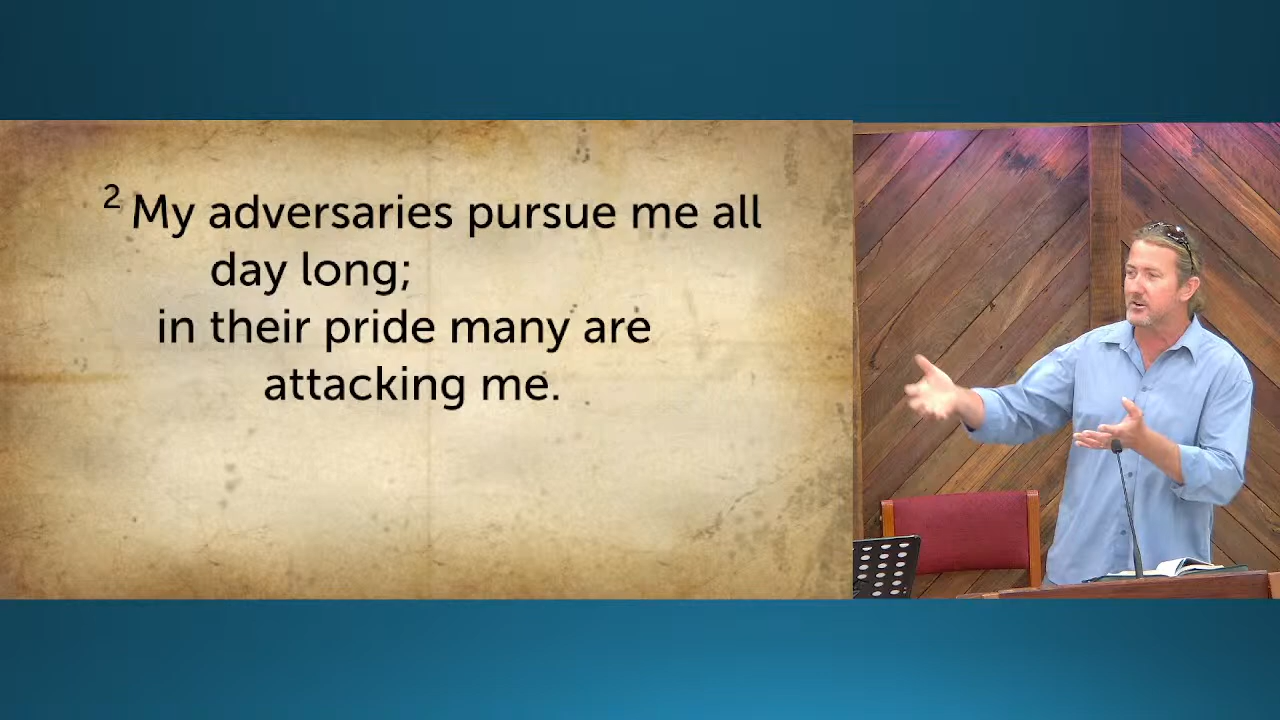 2 My adversaries pursue me all
day long;
in their pride many are
attacking me.